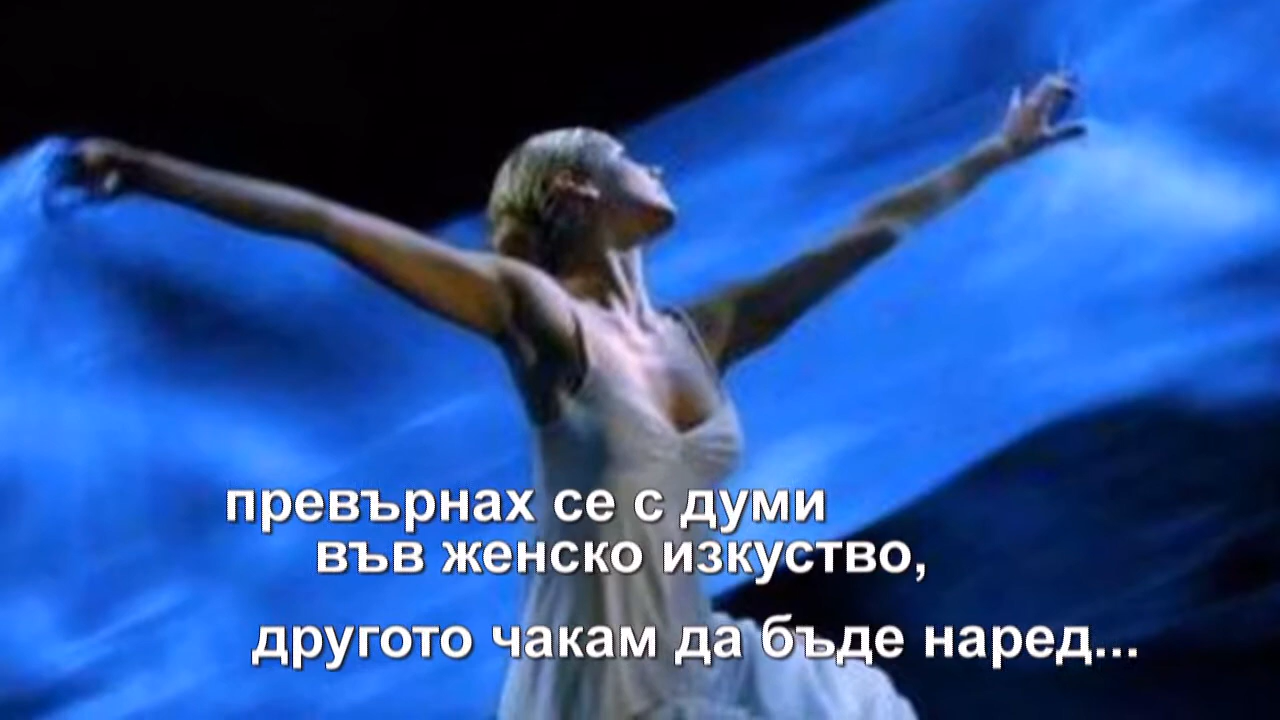 превърнах се с думи
във женско изкуство,
другото чакам да бъде наред...